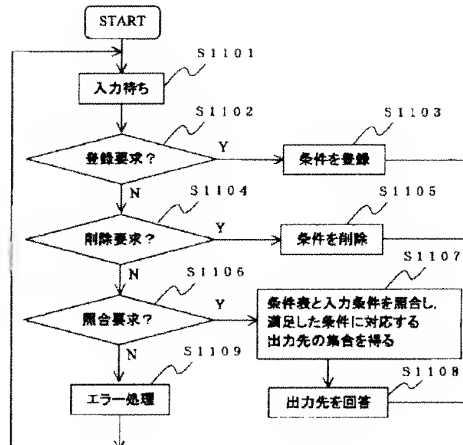 START
S1101
入力待ち
S1102
登録要求？
Y
S1103
条件を登録
N
S1104
削除要求？
Y
S1105
条件を削除
N
S1106
照合要求？
Y
S1107
条件表と入力条件を照合し，
満足した条件に対応する
出力先の集合を得る
N
S1109
エラー処理
S1108
出力先を回答